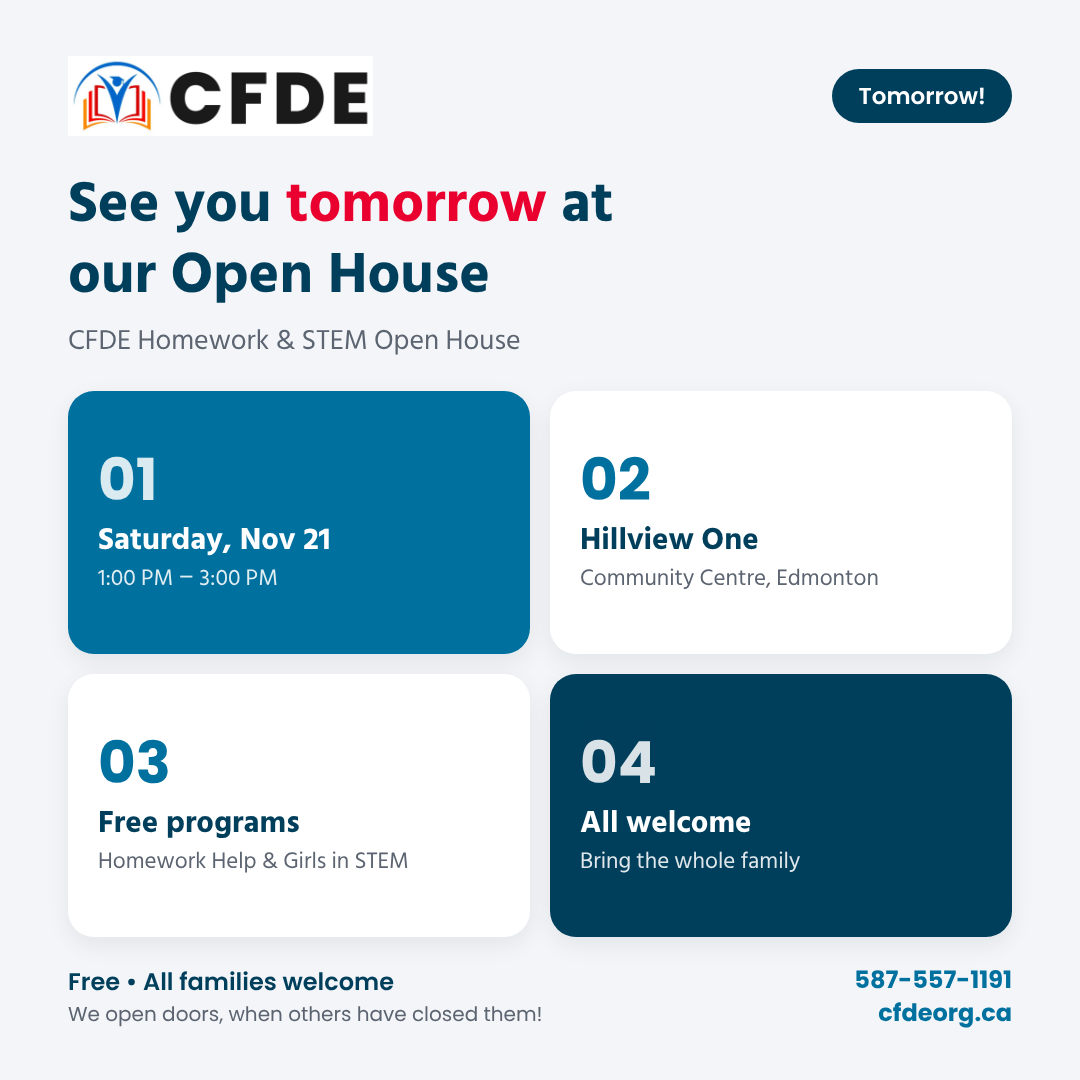 CFDE
Tomorrow!
See you tomorrow at
our Open House
CFDE Homework & STEM Open House
01
Saturday, Nov 21
1:00 PM – 3:00 PM
02
Hillview One
Community Centre, Edmonton
03
Free programs
Homework Help & Girls in STEM
04
All welcome
Bring the whole family
Free • All families welcome
We open doors, when others have closed them!
587-557-1191
cfdeorg.ca